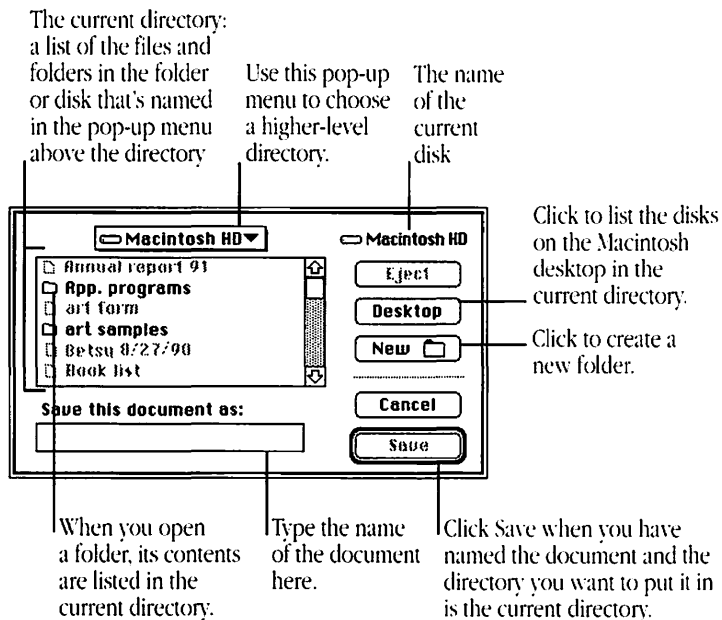 The current directory:
a list of the files and
folders in the folder
or disk that's named
in the pop-up menu
above the directory
Use this pop-up
menu to choose
a higher-level
directory.
The name
of the
current
disk
Macintosh HD
Macintosh HD
Annual report 91
App. programs
art form
art samples
Betsy 8/27/90
Book list
Eject
Desktop
New
Save this document as:
Cancel
Save
Click to list the disks
on the Macintosh
desktop in the
current directory.
Click to create a
new folder.
When you open
a folder, its contents
are listed in the
current directory.
Type the name
of the document
here.
Click Save when you have
named the document and the
directory you want to put it in
is the current directory.